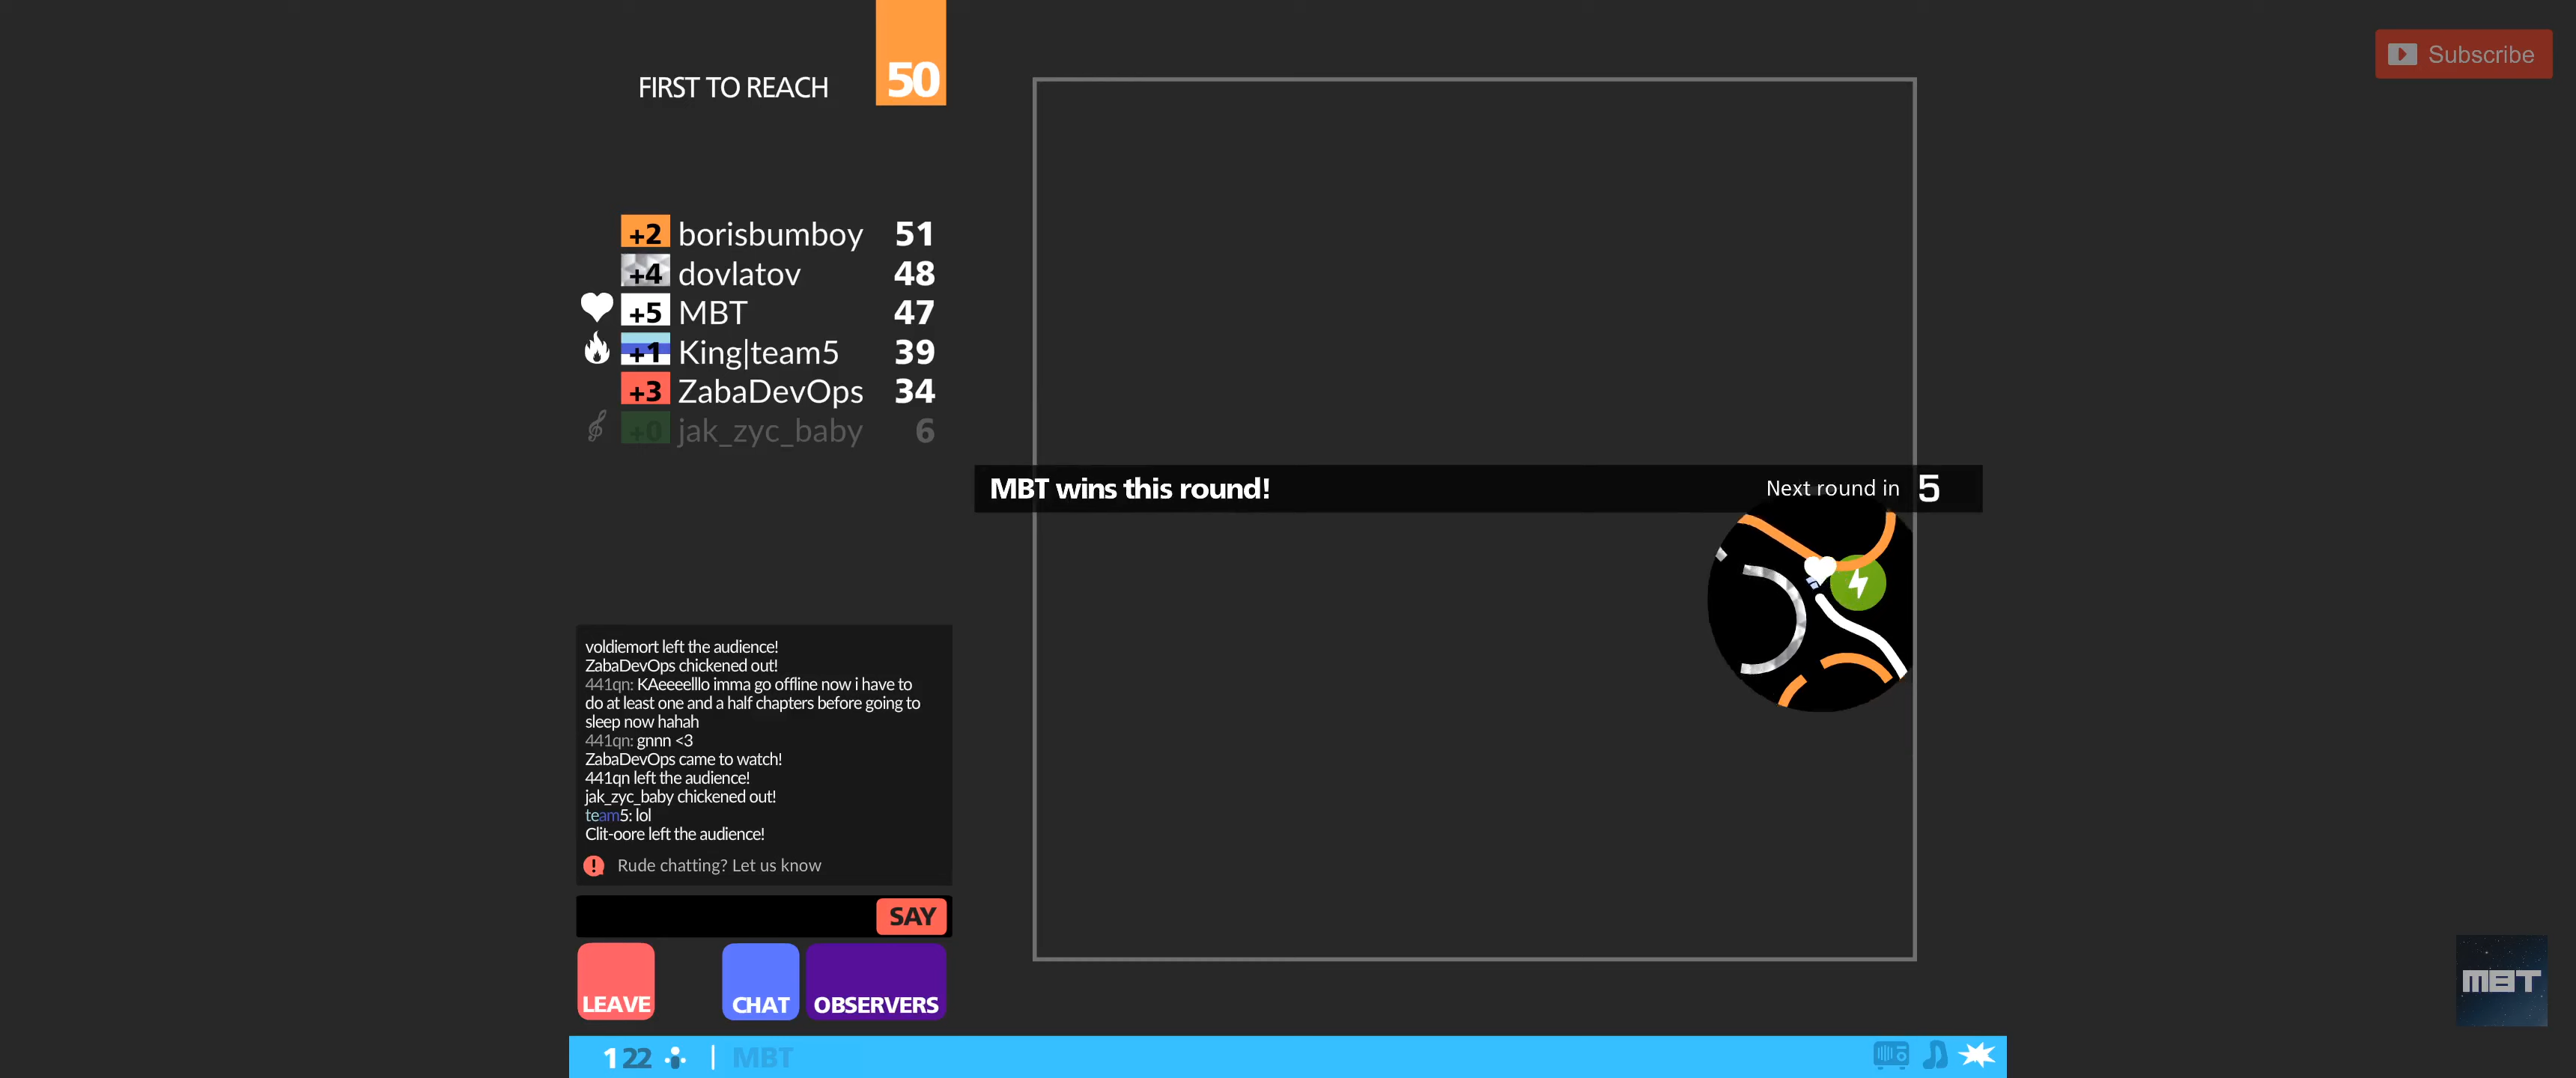 FIRST TO REACH 50
Subscribe
+2 borisbumboy 51
+4 dovlatov 48
+5 MBT 47
+1 King|team5 39
+3 ZabaDevOps 34
+0 jak_zyc_baby 6
MBT wins this round! Next round in 5
voldiemort left the audience!
ZabaDevOps chickened out!
441qn: KAeeeelllo imma go offline now i have to
do at least one and a half chapters before going to
sleep now hahah
441qn: gnnn <3
ZabaDevOps came to watch!
441qn left the audience!
jak_zyc_baby chickened out!
team5: lol
Clit-oore left the audience!
Rude chatting? Let us know
SAY
LEAVE CHAT OBSERVERS
MBT
1 22 | MBT